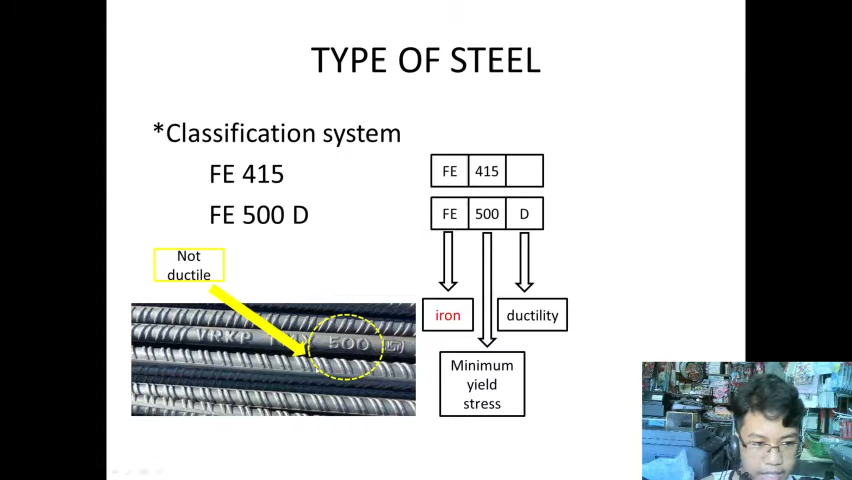 TYPE OF STEEL
*Classification system
FE 415
FE 500 D
FE 415
FE 500 D
Not
ductile
iron
ductility
Minimum
yield
stress
VRKP 500